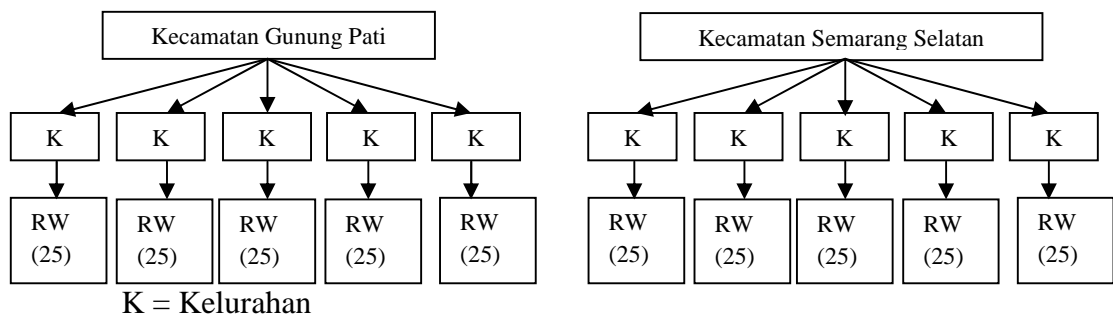 Kecamatan Gunung Pati
K
K
K
K
K
RW
(25)
RW
(25)
RW
(25)
RW
(25)
RW
(25)
K = Kelurahan
Kecamatan Semarang Selatan
K
K
K
K
K
RW
(25)
RW
(25)
RW
(25)
RW
(25)
RW
(25)